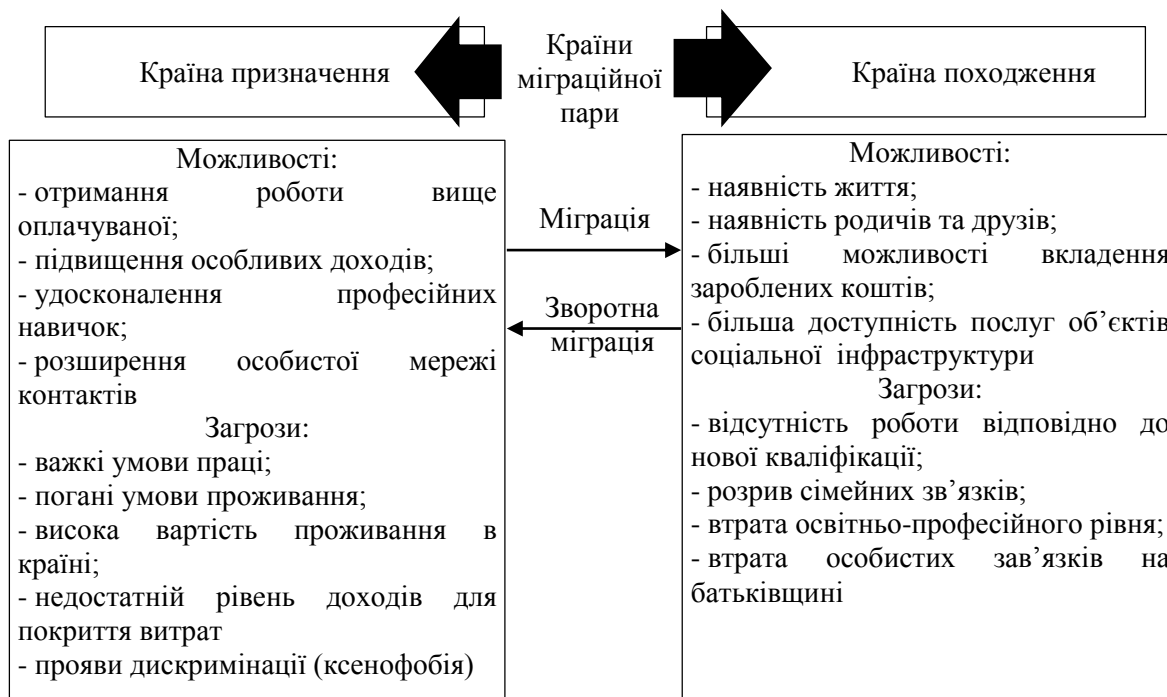 Країна призначення
Країни
міграційної
пари
Країна походження
Можливості:
- отримання роботи вище
оплачуваної;
- підвищення особливих доходів;
- удосконалення професійних
навичок;
- розширення особистої мережі
контактів
Загрози:
- важкі умови праці;
- погані умови проживання;
- висока вартість проживання в
країні;
- недостатній рівень доходів для
покриття витрат
- прояви дискримінації (ксенофобія)
Міграція
Зворотна
міграція
Можливості:
- наявність життя;
- наявність родичів та друзів;
- більші можливості вкладення
зароблених коштів;
- більша доступність послуг об’єктів
соціальної інфраструктури
Загрози:
- відсутність роботи відповідно до
нової кваліфікації;
- розрив сімейних зв’язків;
- втрата освітньо-професійного рівня;
- втрата особистих зав’язків на
батьківщині